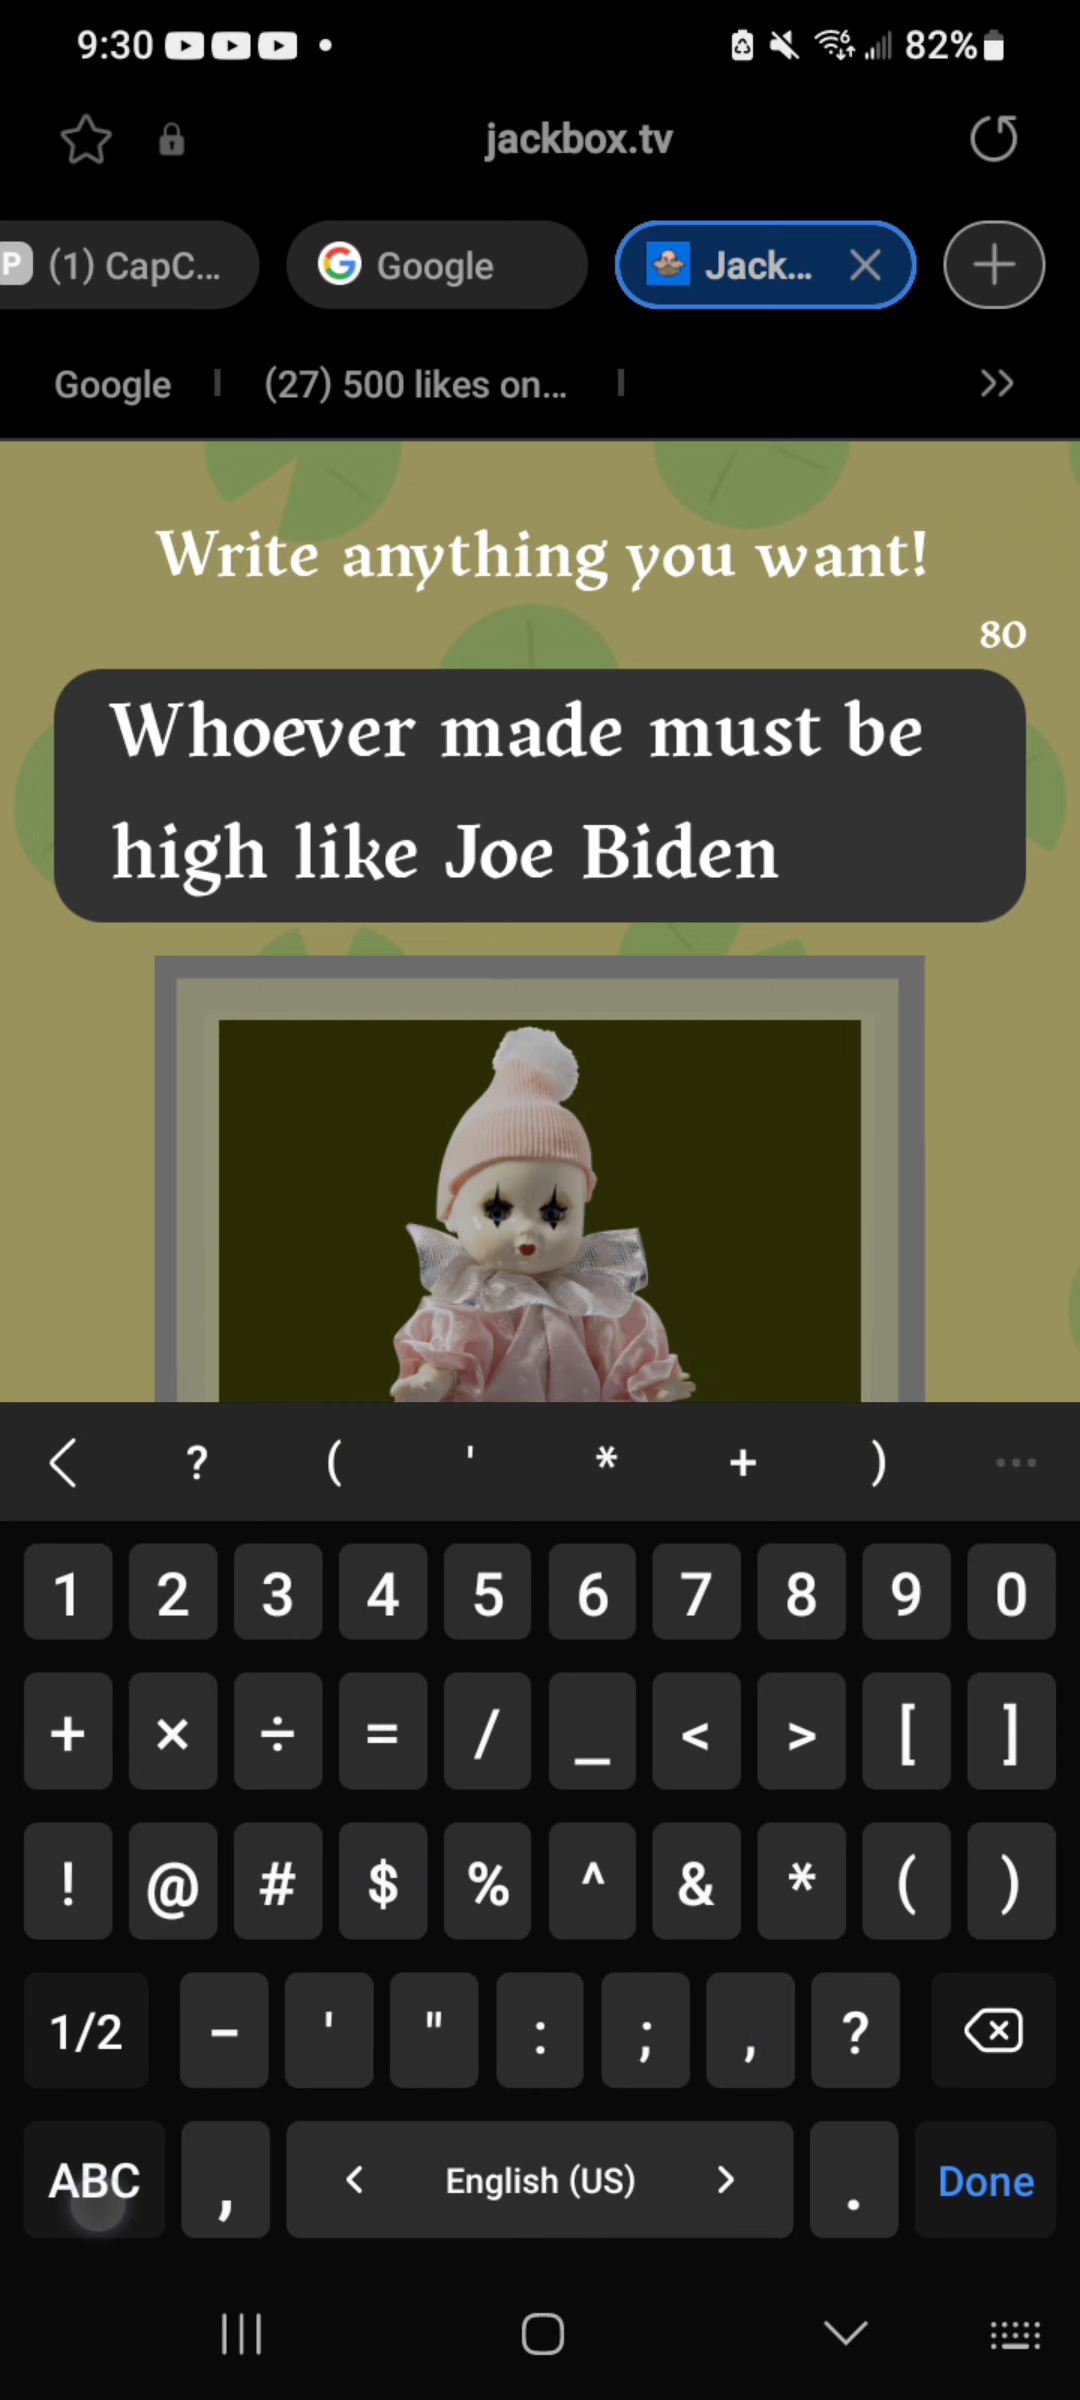 9:30 82%
jackbox.tv
P (1) CapC... Google Jack...
Google (27) 500 likes on...
Write anything you want!
80
Whoever made must be
high like Joe Biden
? ( ' * + )
1 2 3 4 5 6 7 8 9 0
+ × ÷ = / _ < > [ ]
! @ # $ % ^ & * ( )
1/2 - ' " : ; , ?
ABC , < English (US) > . Done